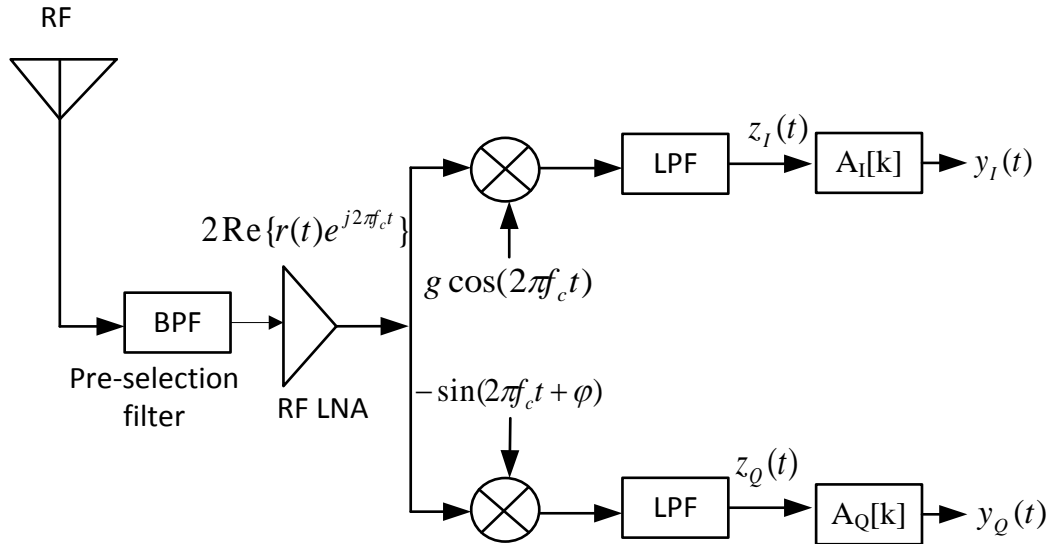 RF
z_I(t)
LPF
A_I[k]
y_I(t)
2Re{r(t)e^{j2πf_c t}}
g cos(2πf_c t)
BPF
Pre-selection
filter
RF LNA
−sin(2πf_c t + φ)
z_Q(t)
LPF
A_Q[k]
y_Q(t)